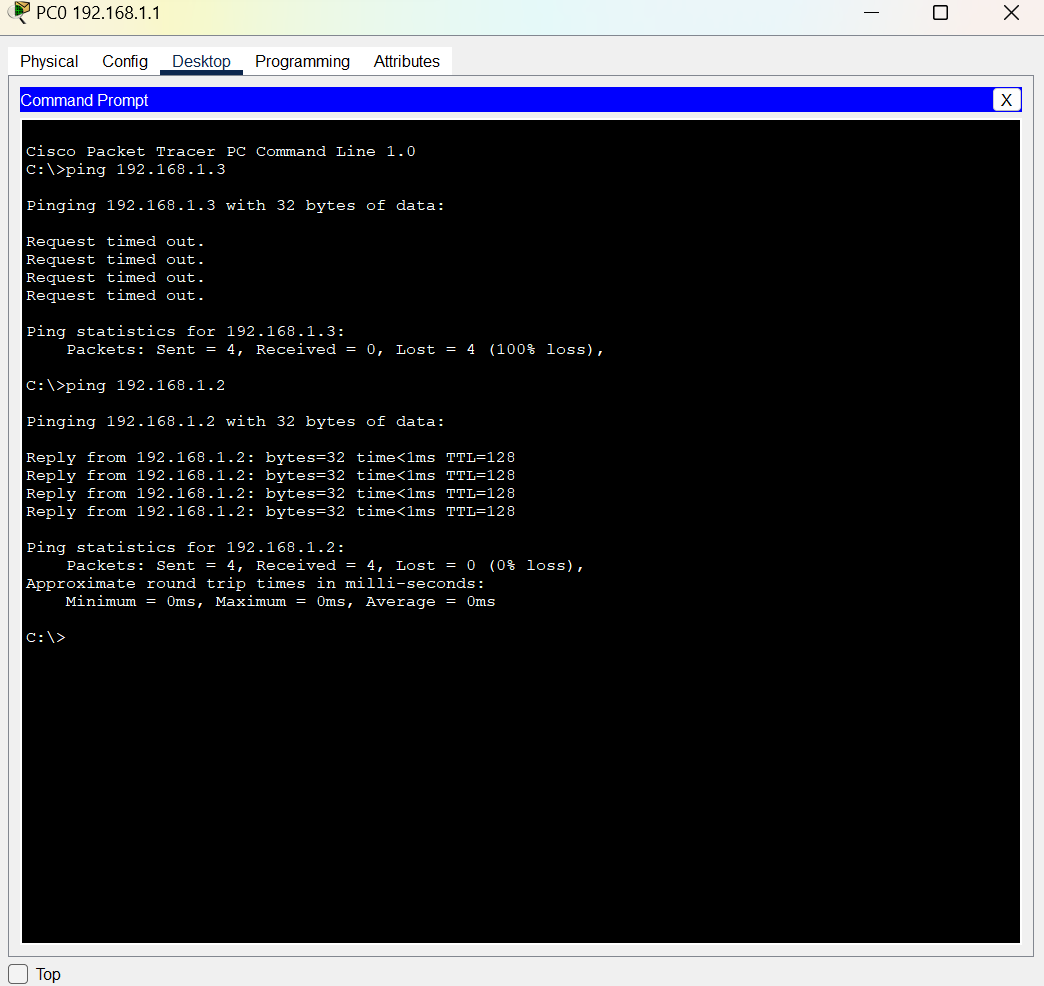 PC0 192.168.1.1
Physical Config Desktop Programming Attributes
Command Prompt
X
Cisco Packet Tracer PC Command Line 1.0
C:\>ping 192.168.1.3
Pinging 192.168.1.3 with 32 bytes of data:
Request timed out.
Request timed out.
Request timed out.
Request timed out.
Ping statistics for 192.168.1.3:
    Packets: Sent = 4, Received = 0, Lost = 4 (100% loss),
C:\>ping 192.168.1.2
Pinging 192.168.1.2 with 32 bytes of data:
Reply from 192.168.1.2: bytes=32 time<1ms TTL=128
Reply from 192.168.1.2: bytes=32 time<1ms TTL=128
Reply from 192.168.1.2: bytes=32 time<1ms TTL=128
Reply from 192.168.1.2: bytes=32 time<1ms TTL=128
Ping statistics for 192.168.1.2:
    Packets: Sent = 4, Received = 4, Lost = 0 (0% loss),
Approximate round trip times in milli-seconds:
    Minimum = 0ms, Maximum = 0ms, Average = 0ms
C:\>
Top